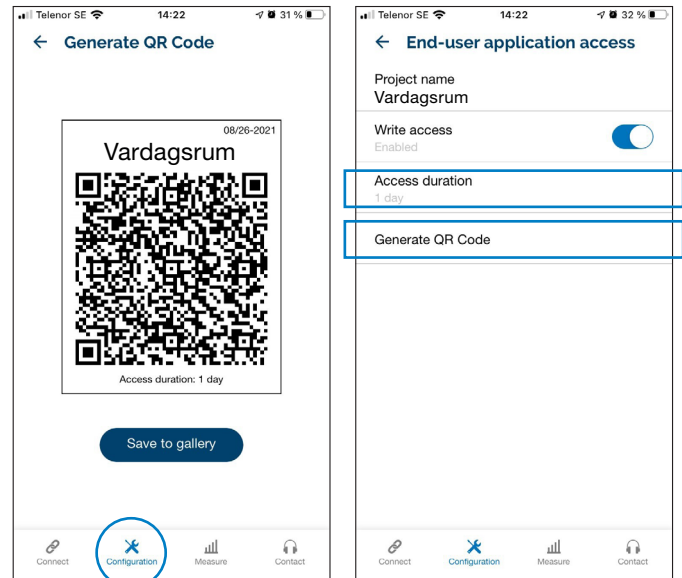 Telenor SE 14:22 31 %
← Generate QR Code
08/26-2021
Vardagsrum
Access duration: 1 day
Save to gallery
Connect Configuration Measure Contact
Telenor SE 14:22 32 %
← End-user application access
Project name
Vardagsrum
Write access
Enabled
Access duration
1 day
Generate QR Code
Connect Configuration Measure Contact